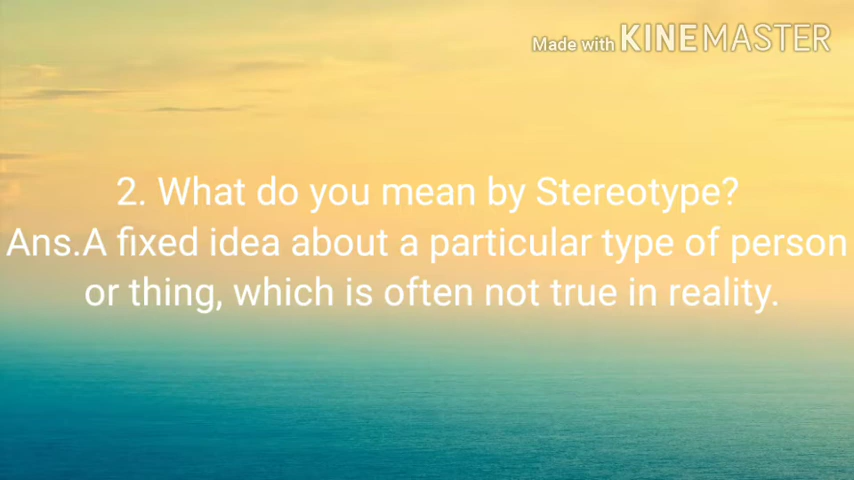 Made with KINEMASTER
2. What do you mean by Stereotype?
Ans.A fixed idea about a particular type of person
or thing, which is often not true in reality.